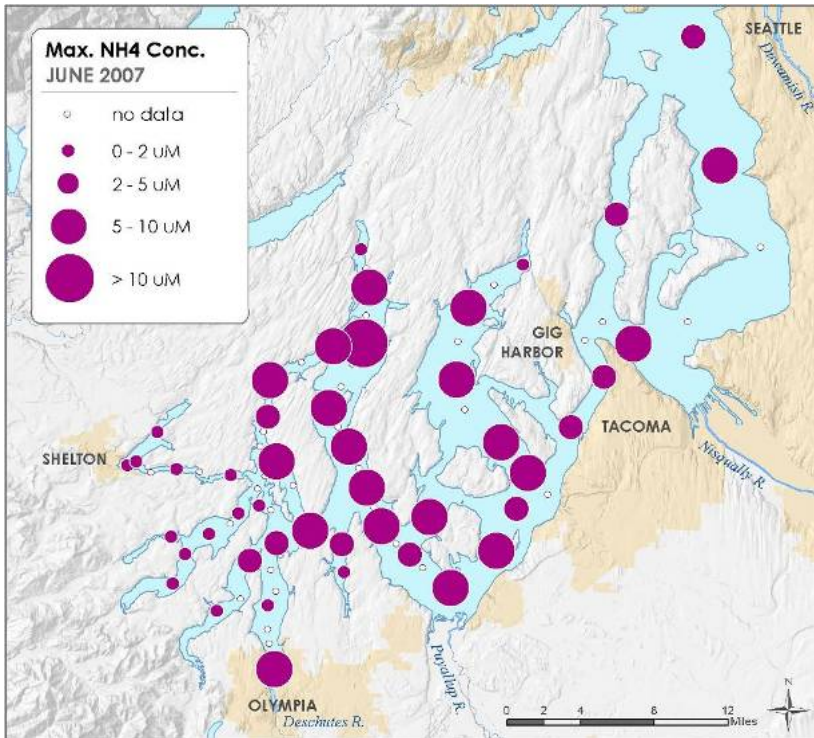 Max. NH4 Conc.
JUNE 2007
no data
0 - 2 uM
2 - 5 uM
5 - 10 uM
> 10 uM
SEATTLE
Duwamish R.
GIG
HARBOR
TACOMA
SHELTON
Nisqually R.
Puyallup R.
OLYMPIA
Deschutes R.
N
0 2 4 8 12
Miles